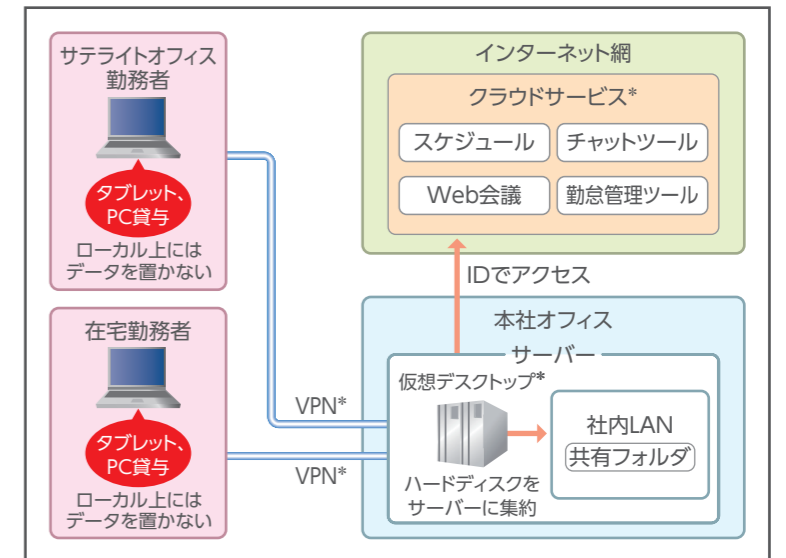 サテライトオフィス
勤務者
タブレット、
PC貸与
ローカル上には
データを置かない
在宅勤務者
タブレット、
PC貸与
ローカル上には
データを置かない
VPN*
VPN*
インターネット網
クラウドサービス*
スケジュール
チャットツール
Web会議
勤怠管理ツール
IDでアクセス
本社オフィス
サーバー
仮想デスクトップ*
ハードディスクを
サーバーに集約
社内LAN
共有フォルダ